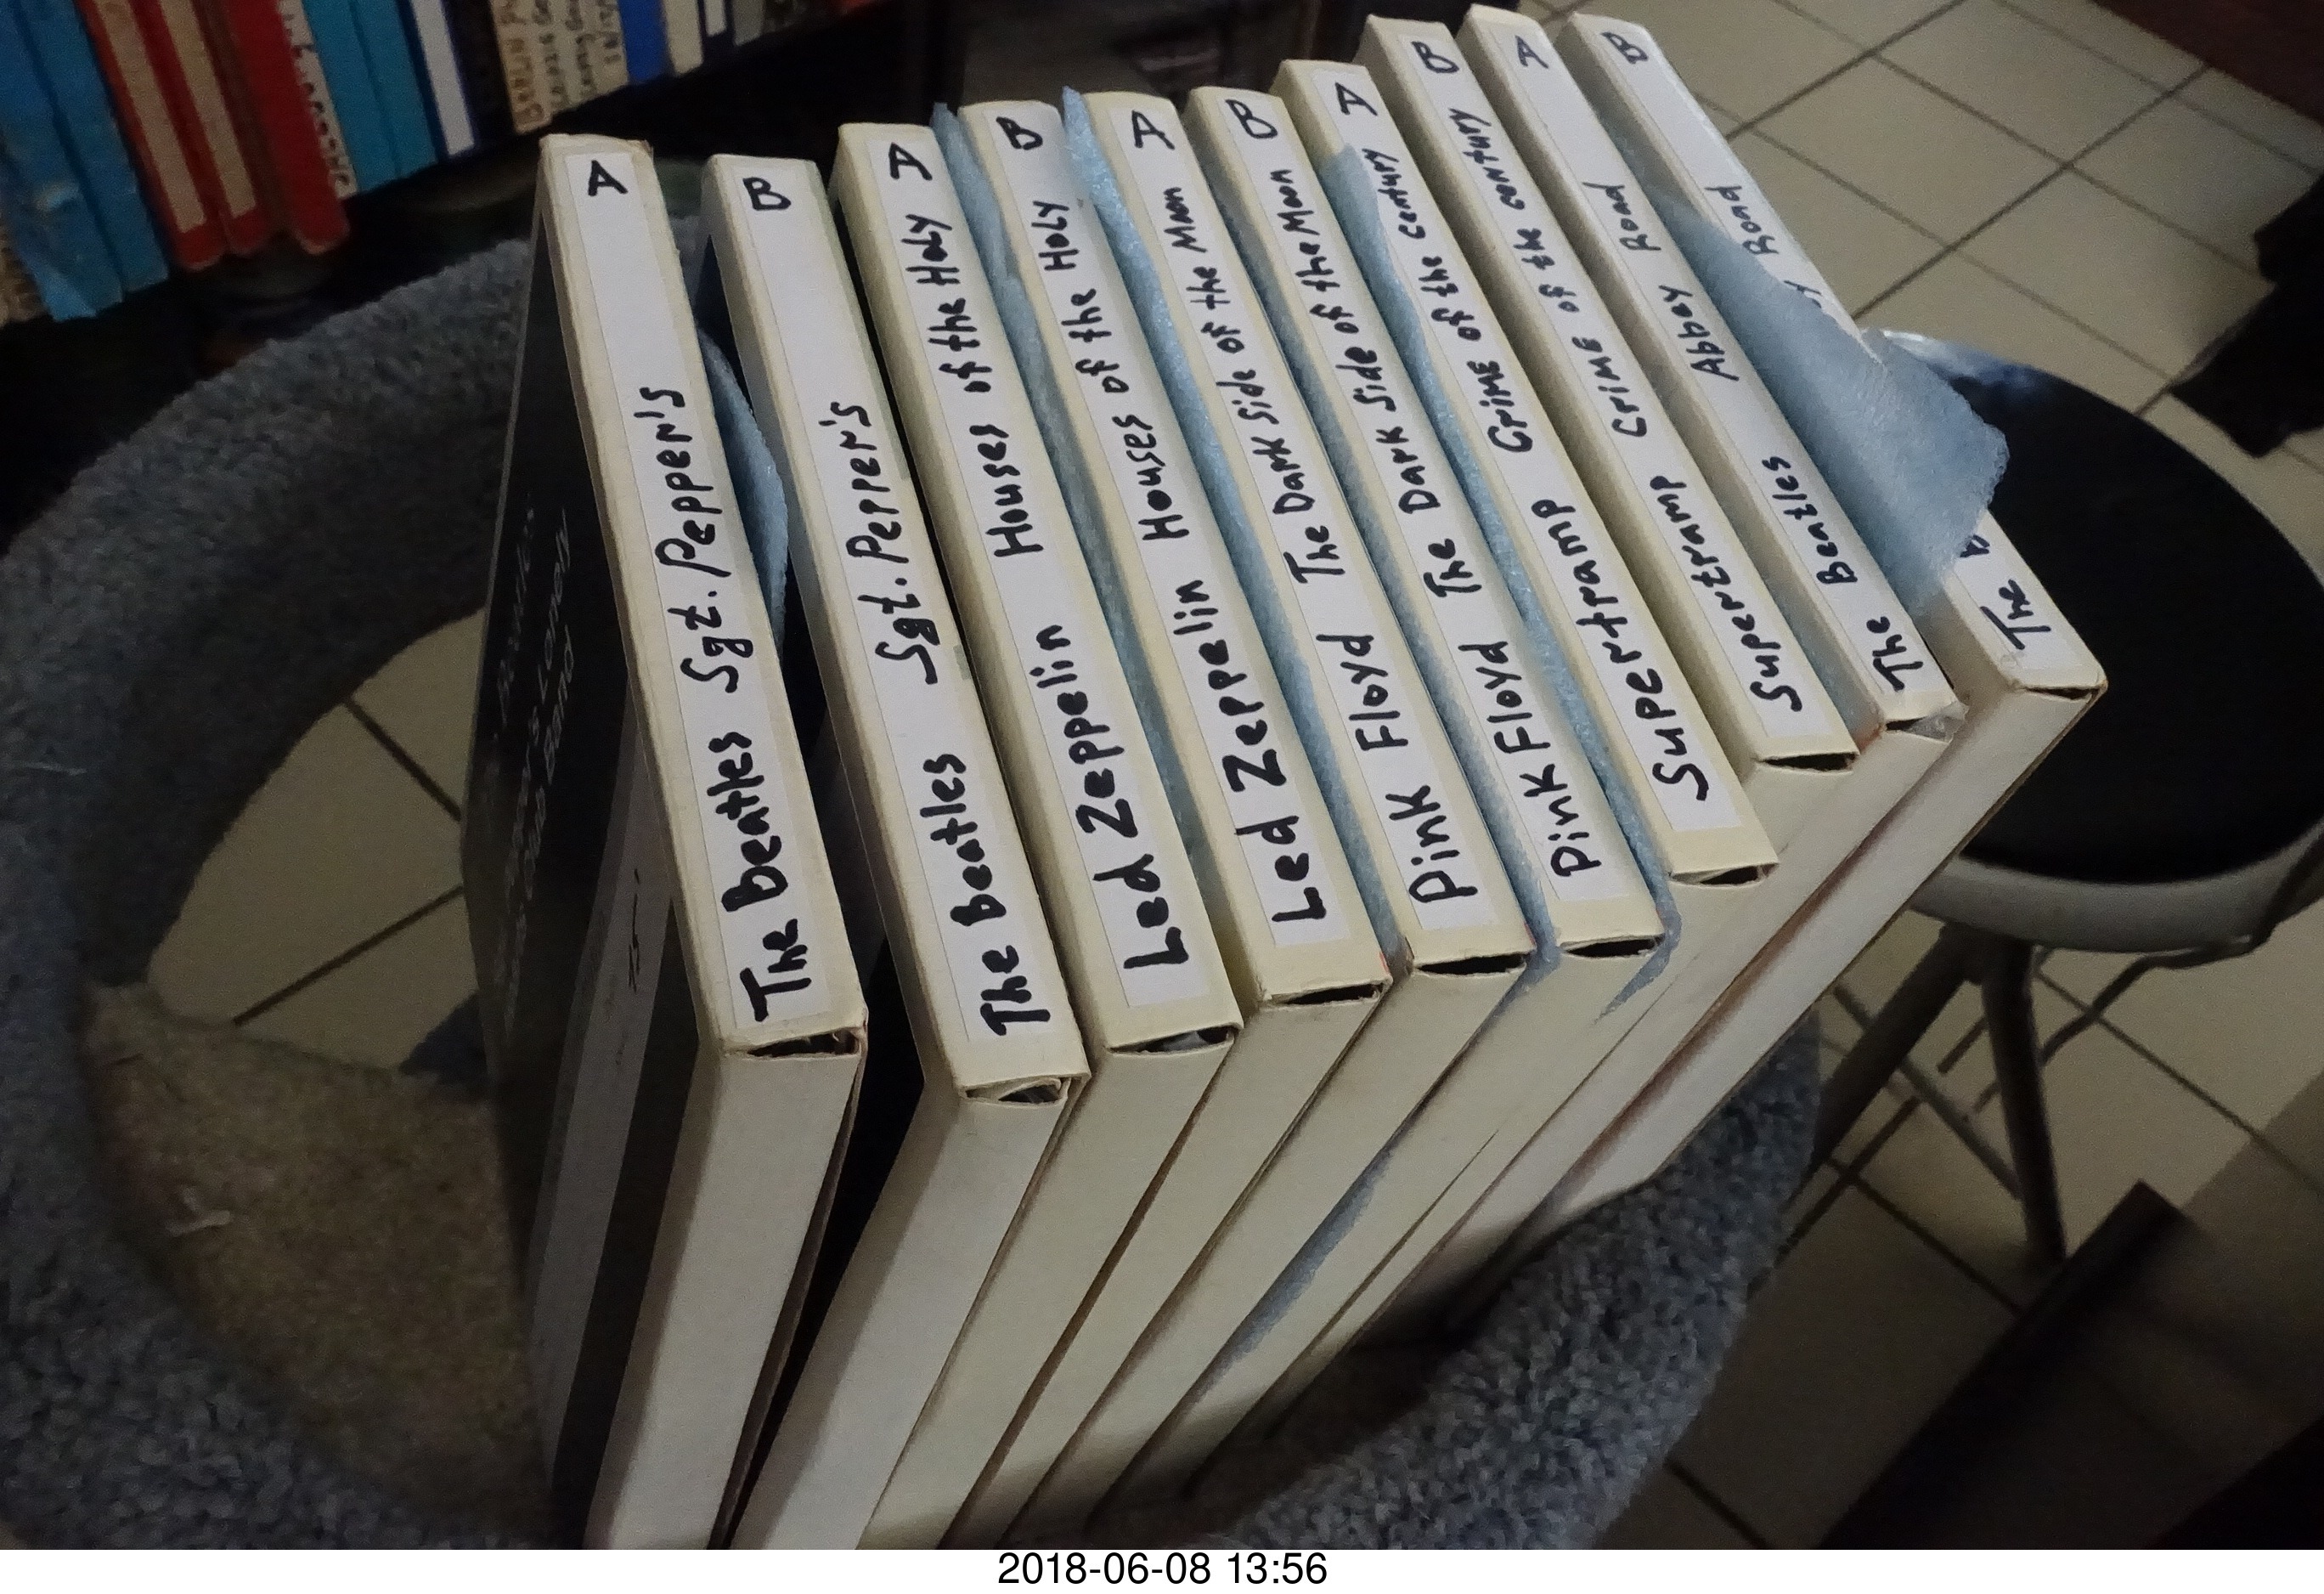 The Beatles Sgt. Pepper's A
The Beatles Sgt. Pepper's B
Led Zeppelin Houses of the Holy A
Led Zeppelin Houses of the Holy B
Pink Floyd The Dark Side of the Moon A
Pink Floyd The Dark Side of the Moon B
Supertramp Crime of the century A
Supertramp Crime of the century B
The Beatles Abbey Road A
The Road B
Lonely
Band
2018-06-08 13:56